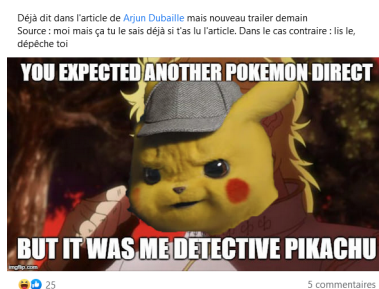 Déjà dit dans l'article de Arjun Dubaille mais nouveau trailer demain
Source : moi mais ça tu le sais déjà si t'as lu l'article. Dans le cas contraire : lis le,
dépêche toi
YOU EXPECTED ANOTHER POKEMON DIRECT
BUT IT WAS ME DETECTIVE PIKACHU
imgflip.com
25
5 commentaires